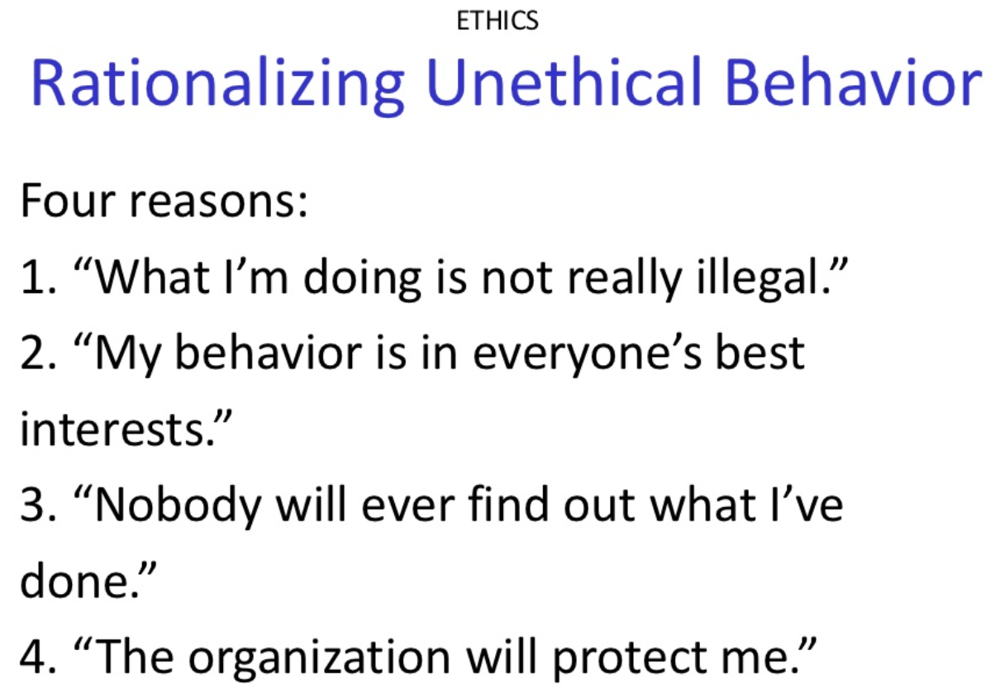 ETHICS
Rationalizing Unethical Behavior
Four reasons:
1. “What I’m doing is not really illegal.”
2. “My behavior is in everyone’s best
interests.”
3. “Nobody will ever find out what I’ve
done.”
4. “The organization will protect me.”